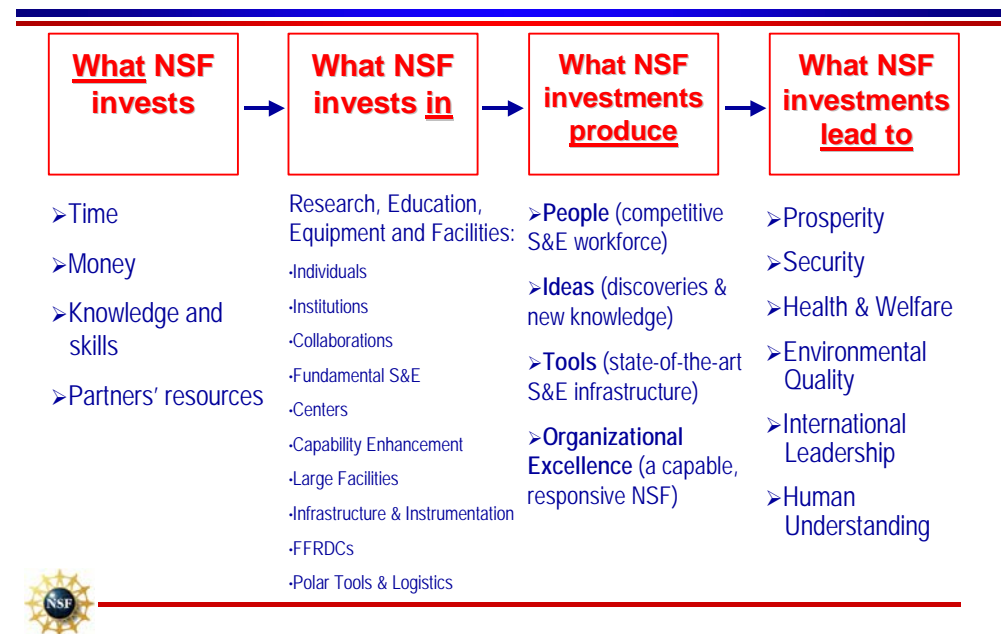 What NSF
invests
What NSF
invests in
What NSF
investments
produce
What NSF
investments
lead to
➢Time
➢Money
➢Knowledge and
skills
➢Partners' resources
Research, Education,
Equipment and Facilities:
•Individuals
•Institutions
•Collaborations
•Fundamental S&E
•Centers
•Capability Enhancement
•Large Facilities
•Infrastructure & Instrumentation
•FFRDCs
•Polar Tools & Logistics
➢People (competitive
S&E workforce)
➢Ideas (discoveries &
new knowledge)
➢Tools (state-of-the-art
S&E infrastructure)
➢Organizational
Excellence (a capable,
responsive NSF)
➢Prosperity
➢Security
➢Health & Welfare
➢Environmental
Quality
➢International
Leadership
➢Human
Understanding
NSF